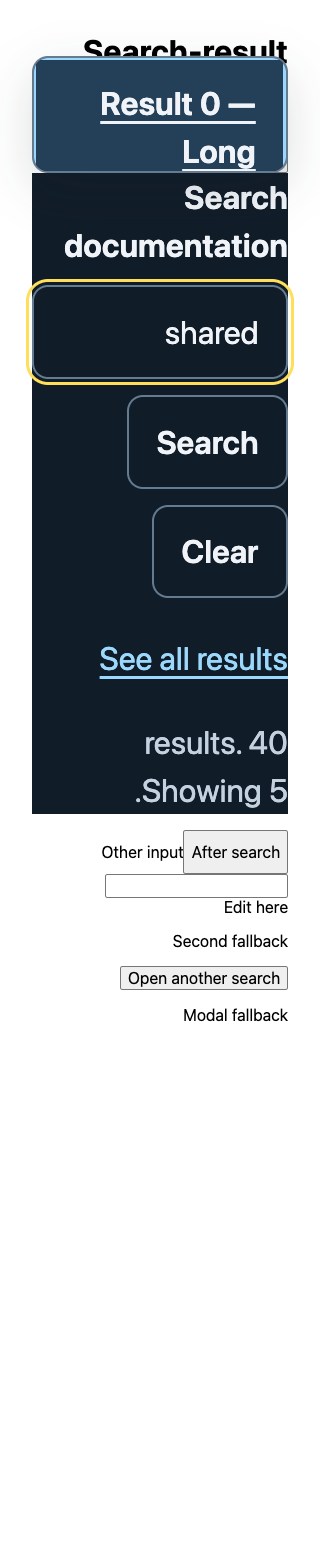 Search-result
Result 0 —
Long
Search
documentation
shared
Search
Clear
See all results
results. 40
.Showing 5
Other input After search
Edit here
Second fallback
Open another search
Modal fallback